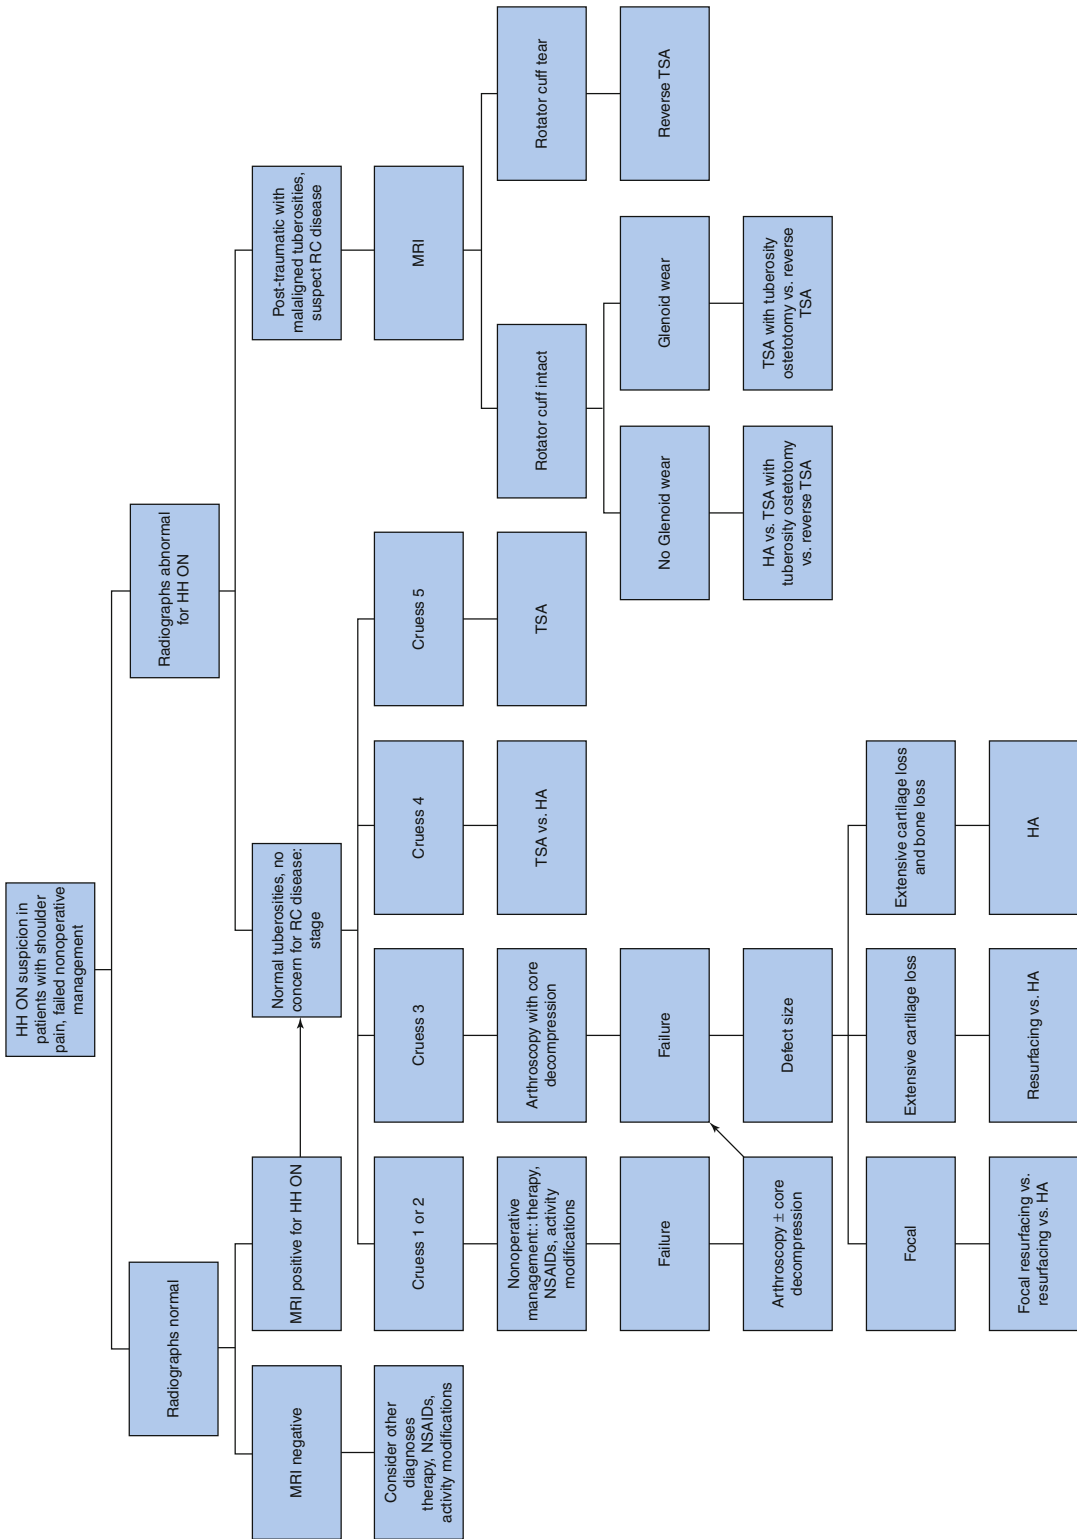 HH ON suspicion in
patients with shoulder
pain, failed nonoperative
management
Radiographs normal
Radiographs abnormal
for HH ON
MRI negative
MRI positive for HH ON
Normal tuberosities, no
concern for RC disease:
stage
Post-traumatic with
malaligned tuberosities,
suspect RC disease
Consider other
diagnoses
therapy, NSAIDs,
activity modifications
Cruess 1 or 2
Cruess 3
Cruess 4
Cruess 5
MRI
Nonoperative
management:: therapy,
NSAIDs, activity
modifications
Arthroscopy with core
decompression
TSA vs. HA
TSA
Rotator cuff intact
Rotator cuff tear
Failure
Failure
No Glenoid wear
Glenoid wear
Reverse TSA
Arthroscopy ± core
decompression
Defect size
HA vs. TSA with
tuberosity ostetotomy
vs. reverse TSA
TSA with tuberosity
ostetotomy vs. reverse
TSA
Focal
Extensive cartilage loss
Extensive cartilage loss
and bone loss
Focal resurfacing vs.
resurfacing vs. HA
Resurfacing vs. HA
HA